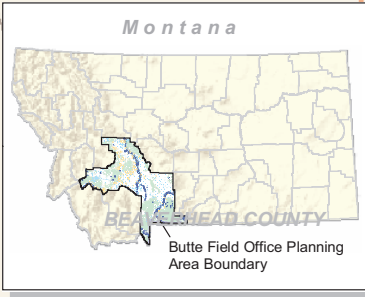 Montana
BEAVERHEAD COUNTY
Butte Field Office Planning
Area Boundary